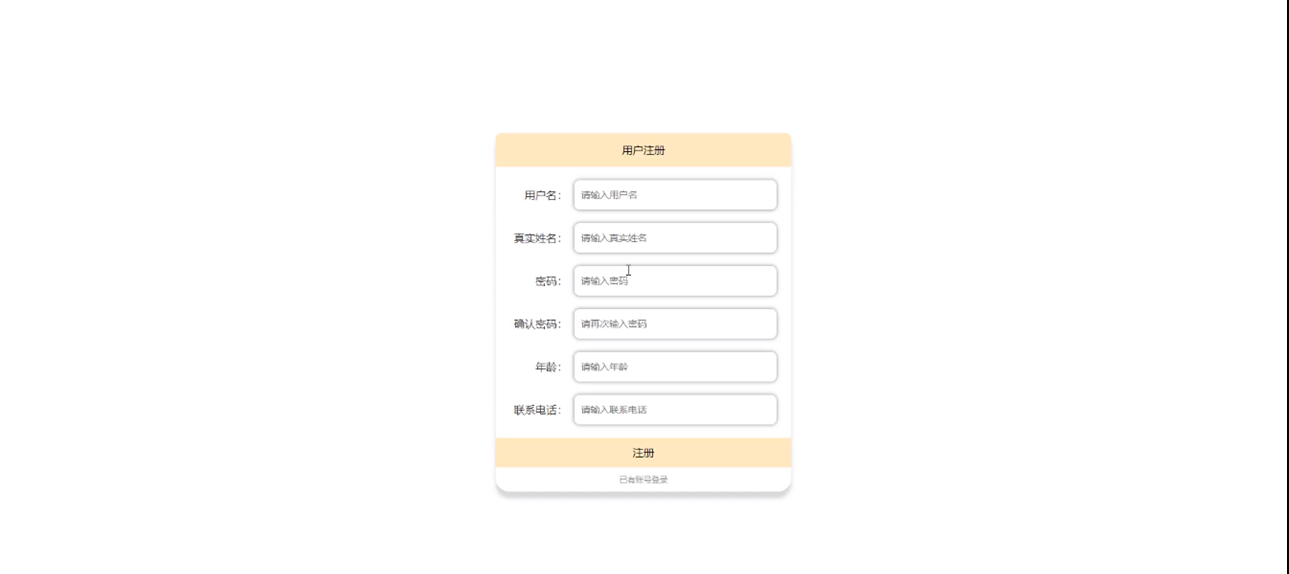 用户注册
用户名： 请输入用户名
真实姓名： 请输入真实姓名
密码： 请输入密码
确认密码： 请再次输入密码
年龄： 请输入年龄
联系电话： 请输入联系电话
注册
已有账号登录